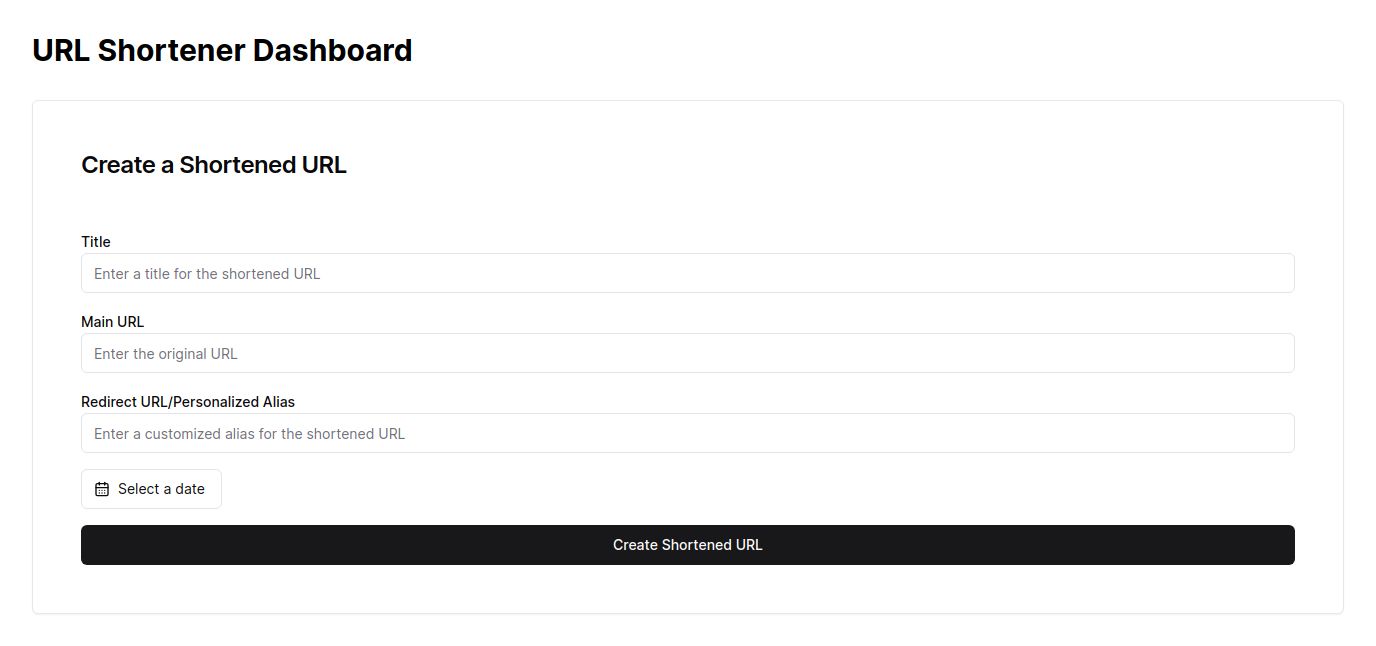 URL Shortener Dashboard
Create a Shortened URL
Title
Enter a title for the shortened URL
Main URL
Enter the original URL
Redirect URL/Personalized Alias
Enter a customized alias for the shortened URL
Select a date
Create Shortened URL